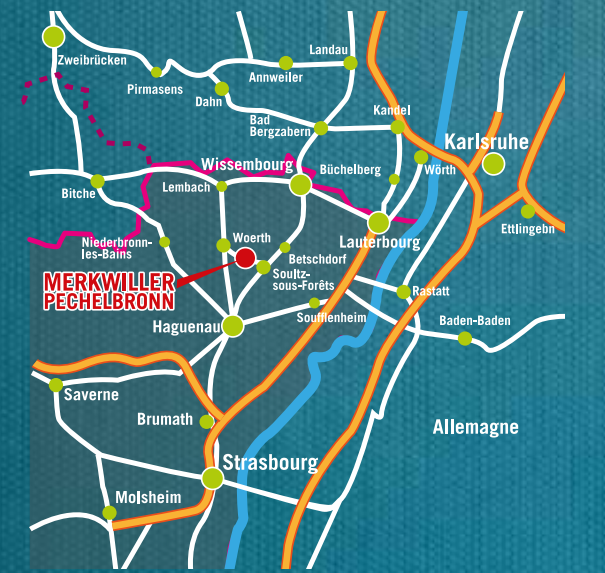 Landau
Zweibrücken
Annweiler
Pirmasens
Dahn
Kandel
Bad
Bergzabern
Karlsruhe
Wissembourg
Büchelberg
Wörth
Lembach
Bitche
Ettlingebn
Woerth
Lauterbourg
Niederbronn-
les-Bains
Betschdorf
MERKWILLER
PECHELBRONN
Soultz-
sous-Forêts
Rastatt
Soufflenheim
Baden-Baden
Haguenau
Saverne
Brumath
Allemagne
Strasbourg
Molsheim